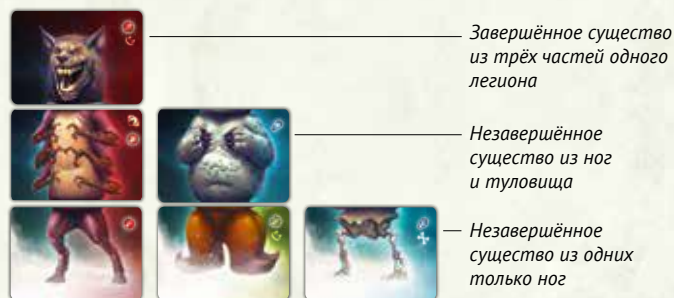 Завершённое существо
из трёх частей одного
легиона
Незавершённое
существо из ног
и туловища
Незавершённое
существо из одних
только ног